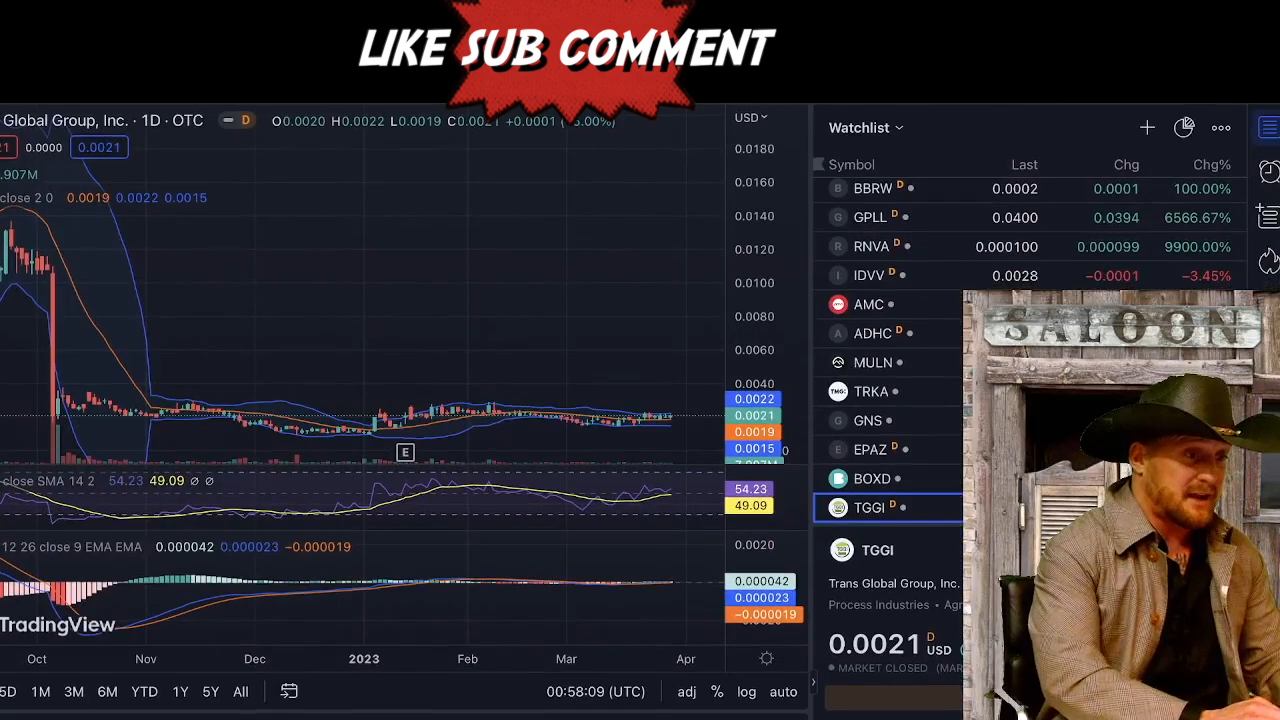 LIKE SUB COMMENT
Global Group, Inc. · 1D · OTC
D
O0.0020 H0.0022 L0.0019
+0.0001
21
0.0000
0.0021
.907M
close 2 0 0.0019 0.0022 0.0015
USD
0.0180
0.0160
0.0140
0.0120
0.0100
0.0080
0.0060
0.0040
0.0022
0.0021
0.0019
0.0015
E
close SMA 14 2 54.23 49.09 ∅ ∅
54.23
49.09
12 26 close 9 EMA EMA 0.000042 0.000023 −0.000019
0.0020
0.000042
0.000023
−0.000019
TradingView
Oct Nov Dec 2023 Feb Mar Apr
5D 1M 3M 6M YTD 1Y 5Y All
00:58:09 (UTC) adj % log auto
Watchlist
Symbol Last Chg Chg%
B BBRW D 0.0002 0.0001 100.00%
G GPLL D 0.0400 0.0394 6566.67%
R RNVA D 0.000100 0.000099 9900.00%
I IDVV D 0.0028 −0.0001 −3.45%
AMC
A ADHC D
MULN
TMG: TRKA
G GNS
E EPAZ D
BOXD
TGGI D
TGGI
Trans Global Group, Inc.
Process Industries •
0.0021 D USD
MARKET CLOSED
SALOON